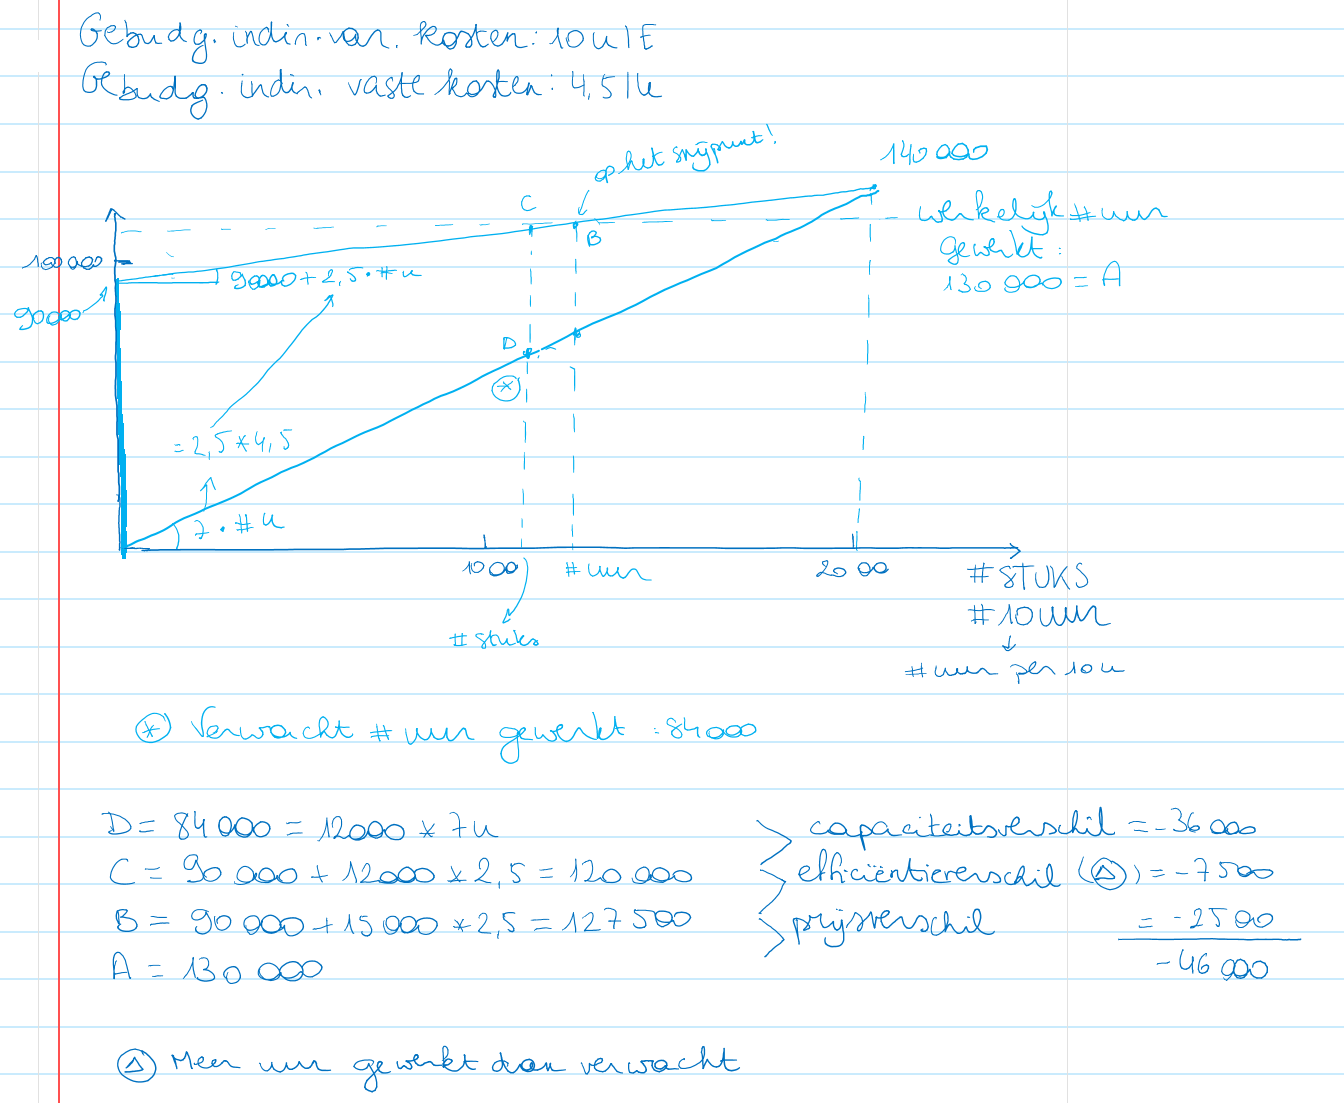 Gebudg. indir. var. kosten: 10u/E
Gebudg. indir. vaste kosten: 4,5/u
op het snijpunt!
140 000
C
B
werkelijk # uur
gewerkt :
130 000 = A
100 000
90000 + 2,5 · # u
90000
D
*
= 2,5 * 4,5
7 · # u
1000
# uur
2000
# STUKS
# 10 uur
# stuks
# uur per 10 u
* Verwacht # uur gewerkt : 84000
D = 84 000 = 12000 * 7u
capaciteitsverschil = -36 000
C = 90 000 + 12000 * 2,5 = 120 000
efficiëntieverschil (Δ) = -7500
B = 90 000 + 15 000 * 2,5 = 127 500
prijsverschil = -2500
A = 130 000
-46 000
Δ Meer uur gewerkt dan verwacht